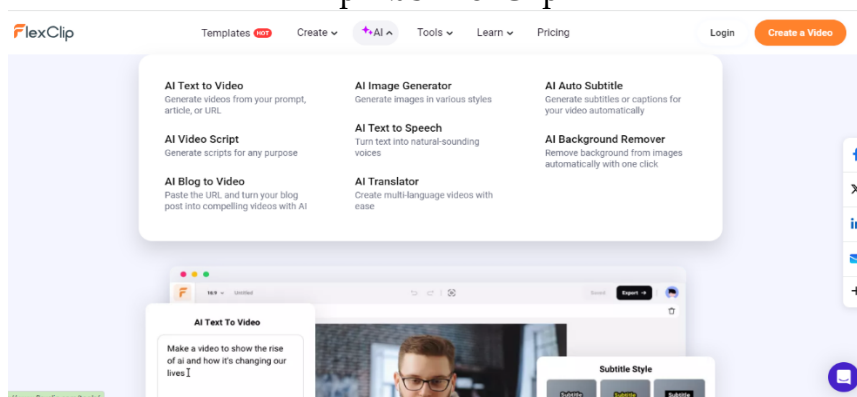 FlexClip
Templates HOT Create AI Tools Learn Pricing Login Create a Video
AI Text to Video
Generate videos from your prompt,
article, or URL
AI Video Script
Generate scripts for any purpose
AI Blog to Video
Paste the URL and turn your blog
post into compelling videos with AI
AI Image Generator
Generate images in various styles
AI Text to Speech
Turn text into natural-sounding
voices
AI Translator
Create multi-language videos with
ease
AI Auto Subtitle
Generate subtitles or captions for
your video automatically
AI Background Remover
Remove background from images
automatically with one click
16:9 Untitled Saved Export
AI Text To Video
Make a video to show the rise
of ai and how it's changing our
lives
Subtitle Style
Subtitle Subtitle Subtitle